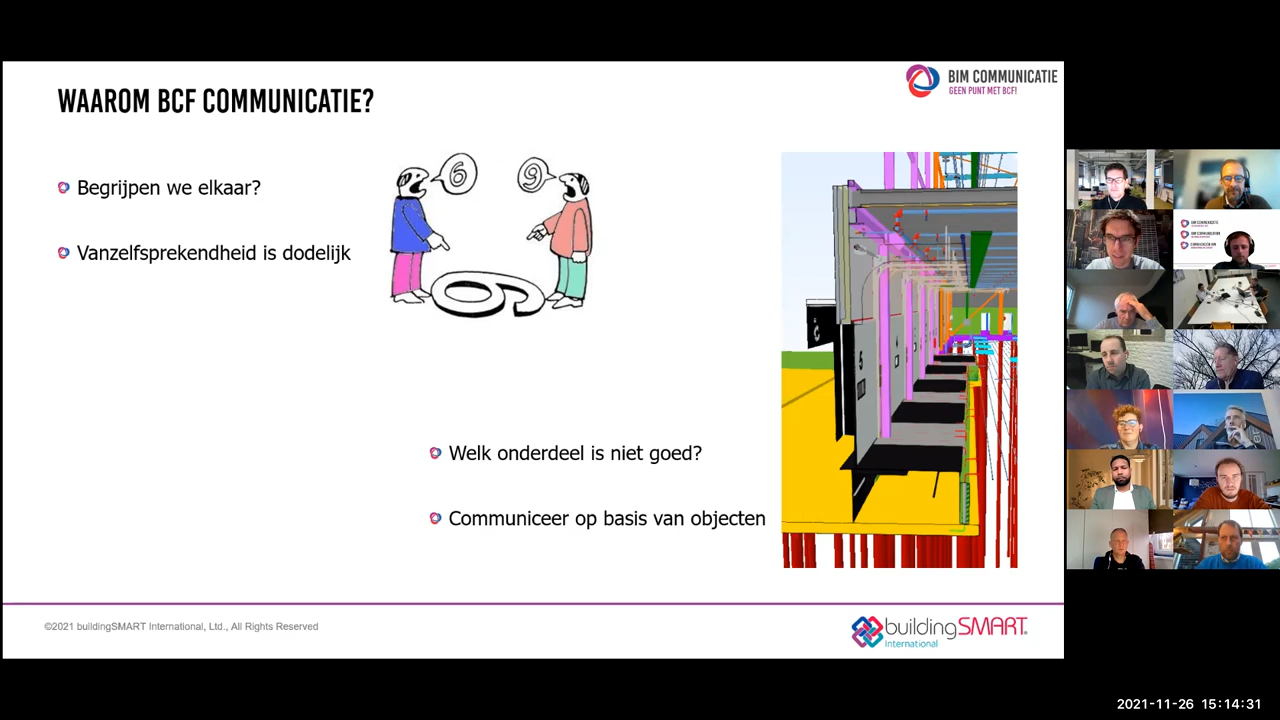 BIM COMMUNICATIE
GEEN PUNT MET BCF!
WAAROM BCF COMMUNICATIE?
Begrijpen we elkaar?
Vanzelfsprekendheid is dodelijk
6
9
6
5
Welk onderdeel is niet goed?
Communiceer op basis van objecten
©2021 buildingSMART International, Ltd., All Rights Reserved
buildingSMART
International
2021-11-26 15:14:31